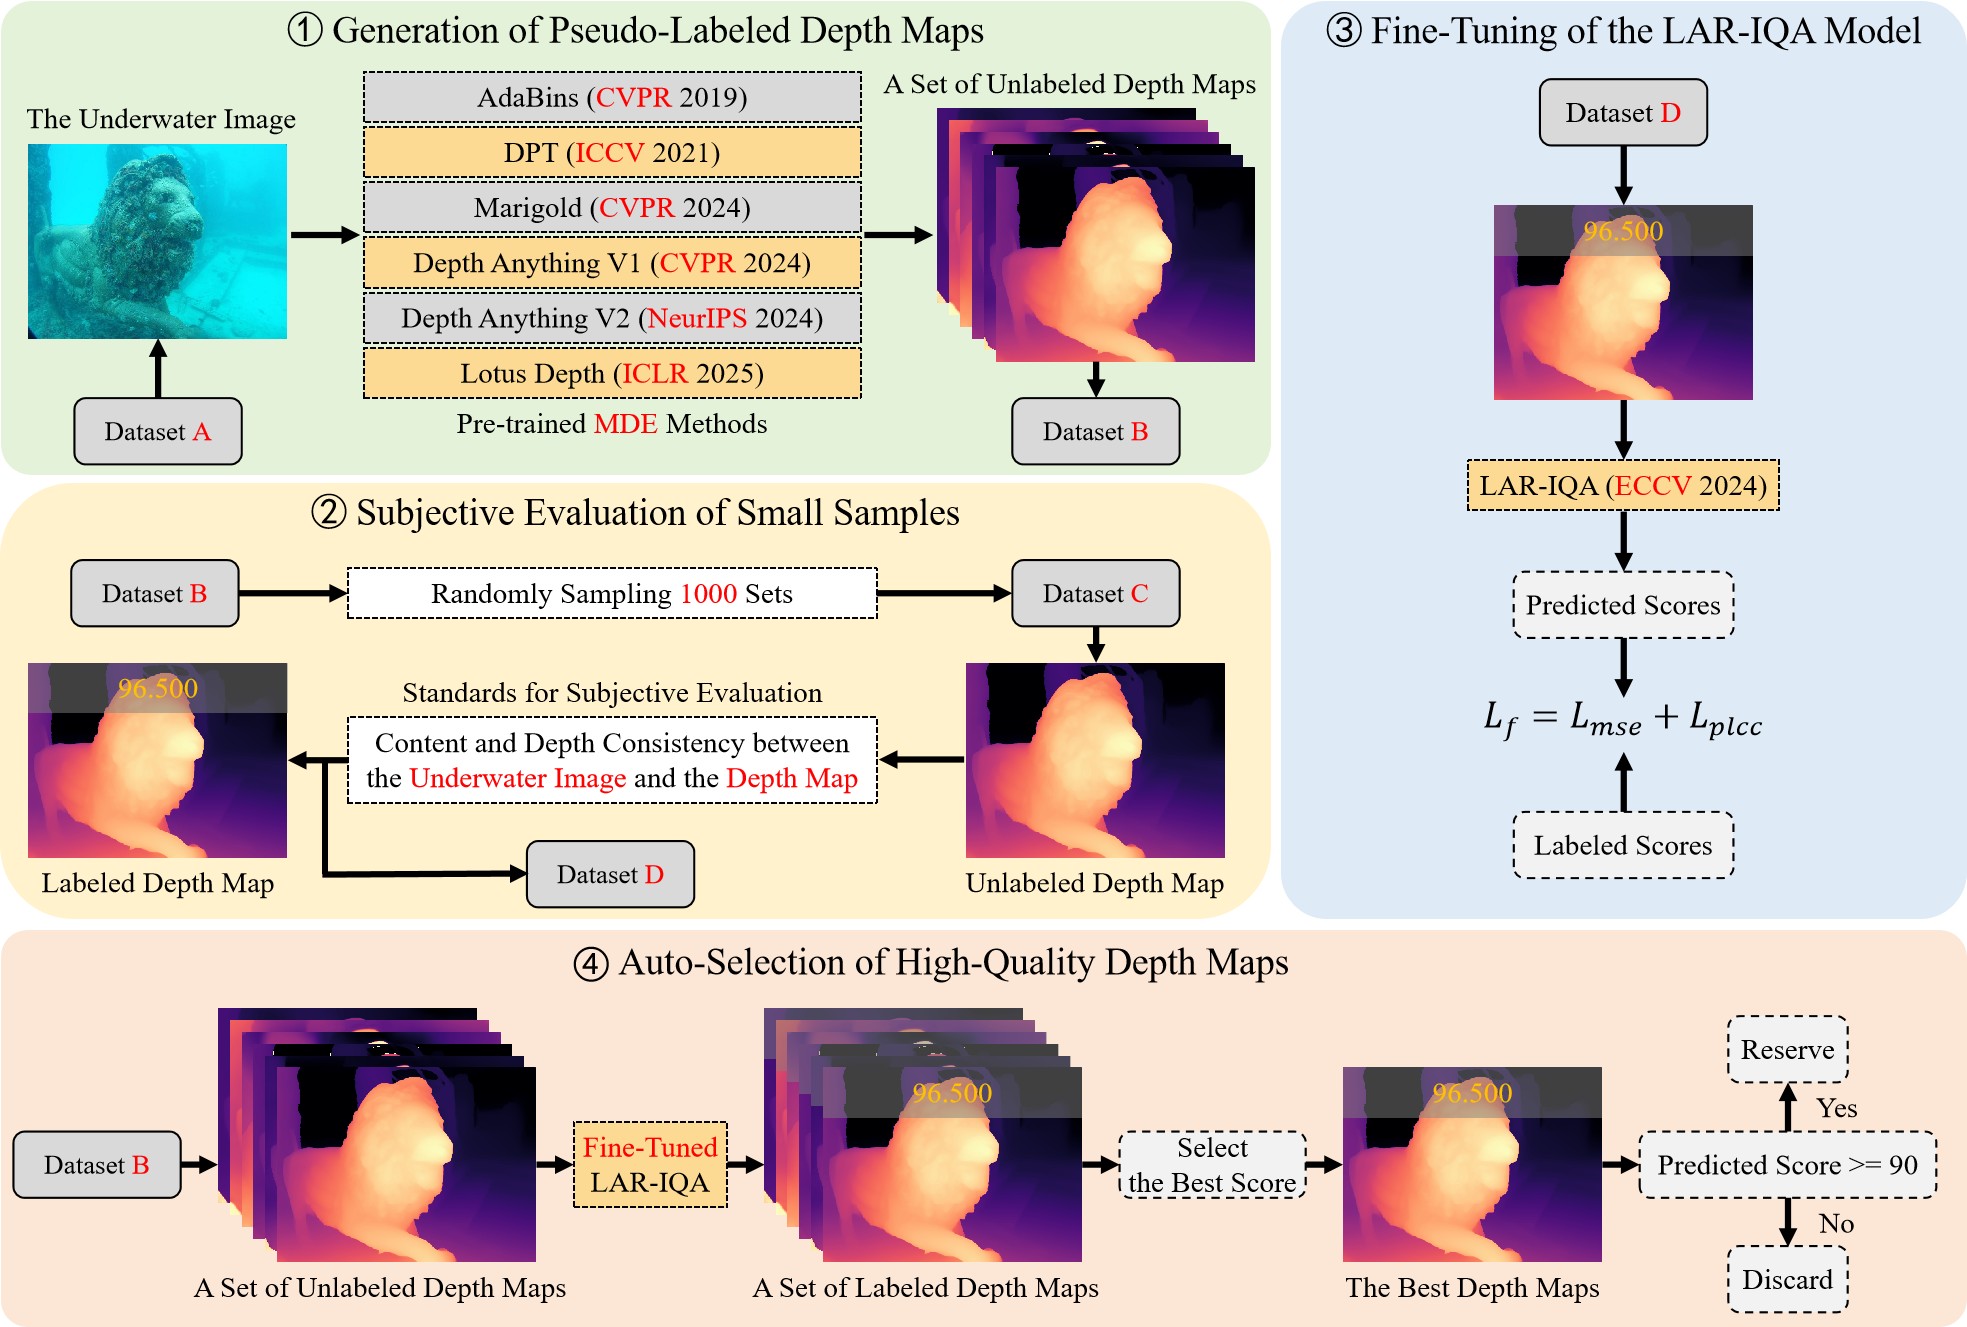 ① Generation of Pseudo-Labeled Depth Maps
The Underwater Image
Dataset A
AdaBins (CVPR 2019)
DPT (ICCV 2021)
Marigold (CVPR 2024)
Depth Anything V1 (CVPR 2024)
Depth Anything V2 (NeurIPS 2024)
Lotus Depth (ICLR 2025)
Pre-trained MDE Methods
A Set of Unlabeled Depth Maps
Dataset B
② Subjective Evaluation of Small Samples
Dataset B
Randomly Sampling 1000 Sets
Dataset C
96.500
Labeled Depth Map
Standards for Subjective Evaluation
Content and Depth Consistency between
the Underwater Image and the Depth Map
Dataset D
Unlabeled Depth Map
③ Fine-Tuning of the LAR-IQA Model
Dataset D
96.500
LAR-IQA (ECCV 2024)
Predicted Scores
L_f = L_mse + L_plcc
Labeled Scores
④ Auto-Selection of High-Quality Depth Maps
Dataset B
A Set of Unlabeled Depth Maps
Fine-Tuned
LAR-IQA
96.500
A Set of Labeled Depth Maps
Select
the Best Score
96.500
The Best Depth Maps
Reserve
Yes
Predicted Score >= 90
No
Discard